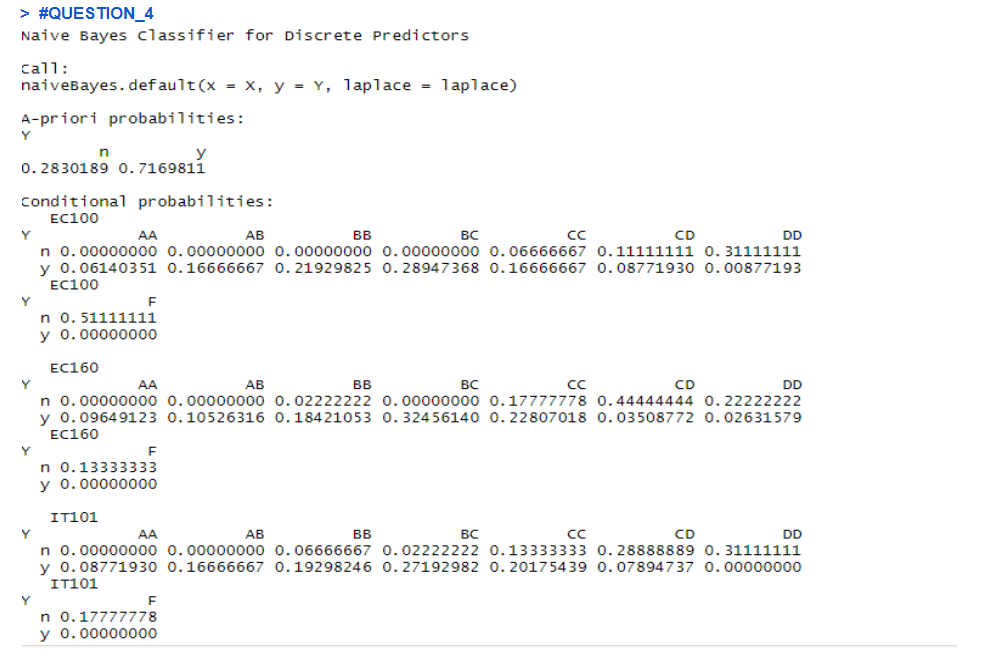 > #QUESTION_4
Naive Bayes Classifier for Discrete Predictors
Call:
naiveBayes.default(x = X, y = Y, laplace = laplace)
A-priori probabilities:
Y
n y
0.2830189 0.7169811
Conditional probabilities:
EC100
Y AA AB BB BC CC CD DD
n 0.00000000 0.00000000 0.00000000 0.00000000 0.06666667 0.11111111 0.31111111
y 0.06140351 0.16666667 0.21929825 0.28947368 0.16666667 0.08771930 0.00877193
EC100
Y F
n 0.51111111
y 0.00000000
EC160
Y AA AB BB BC CC CD DD
n 0.00000000 0.00000000 0.02222222 0.00000000 0.17777778 0.44444444 0.22222222
y 0.09649123 0.10526316 0.18421053 0.32456140 0.22807018 0.03508772 0.02631579
EC160
Y F
n 0.13333333
y 0.00000000
IT101
Y AA AB BB BC CC CD DD
n 0.00000000 0.00000000 0.06666667 0.02222222 0.13333333 0.28888889 0.31111111
y 0.08771930 0.16666667 0.19298246 0.27192982 0.20175439 0.07894737 0.00000000
IT101
Y F
n 0.17777778
y 0.00000000